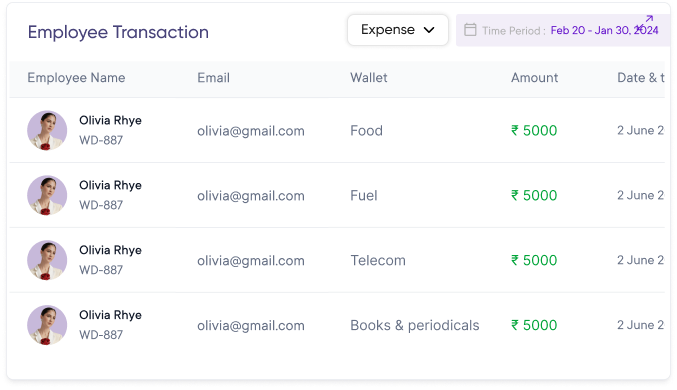 Employee Transaction
Expense
Time Period : Feb 20 - Jan 30, 2024
Employee Name Email Wallet Amount Date & t
Olivia Rhye
WD-887
olivia@gmail.com Food ₹ 5000 2 June 2
Olivia Rhye
WD-887
olivia@gmail.com Fuel ₹ 5000 2 June 2
Olivia Rhye
WD-887
olivia@gmail.com Telecom ₹ 5000 2 June 2
Olivia Rhye
WD-887
olivia@gmail.com Books & periodicals ₹ 5000 2 June 2